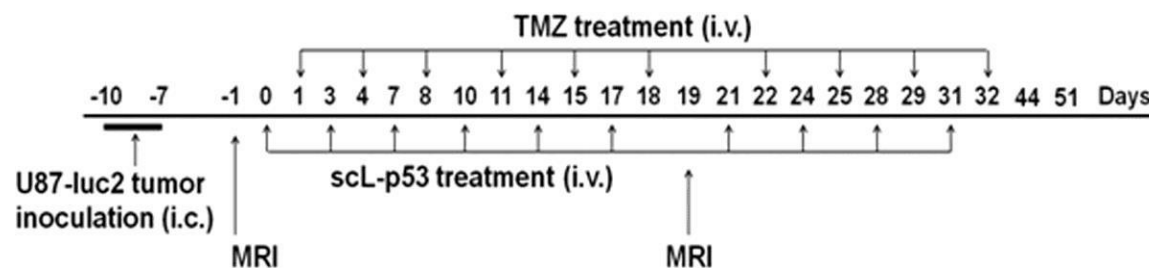 TMZ treatment (i.v.)
-10 -7 -1 0 1 3 4 7 8 10 11 14 15 17 18 19 21 22 24 25 28 29 31 32 44 51 Days
U87-luc2 tumor
inoculation (i.c.)
scL-p53 treatment (i.v.)
MRI
MRI